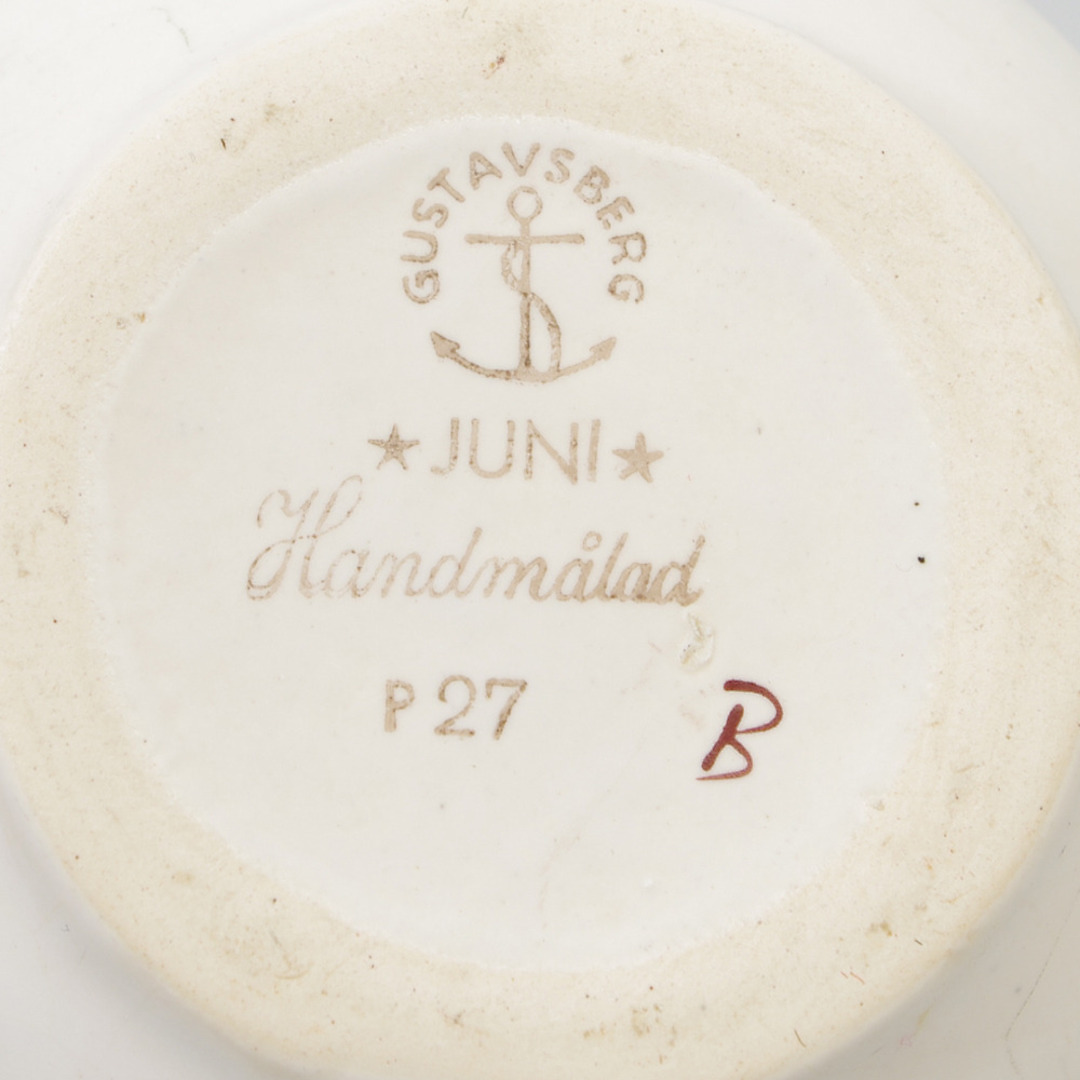 GUSTAVSBERG
★ JUNI ★
Handmålad
P 27
B